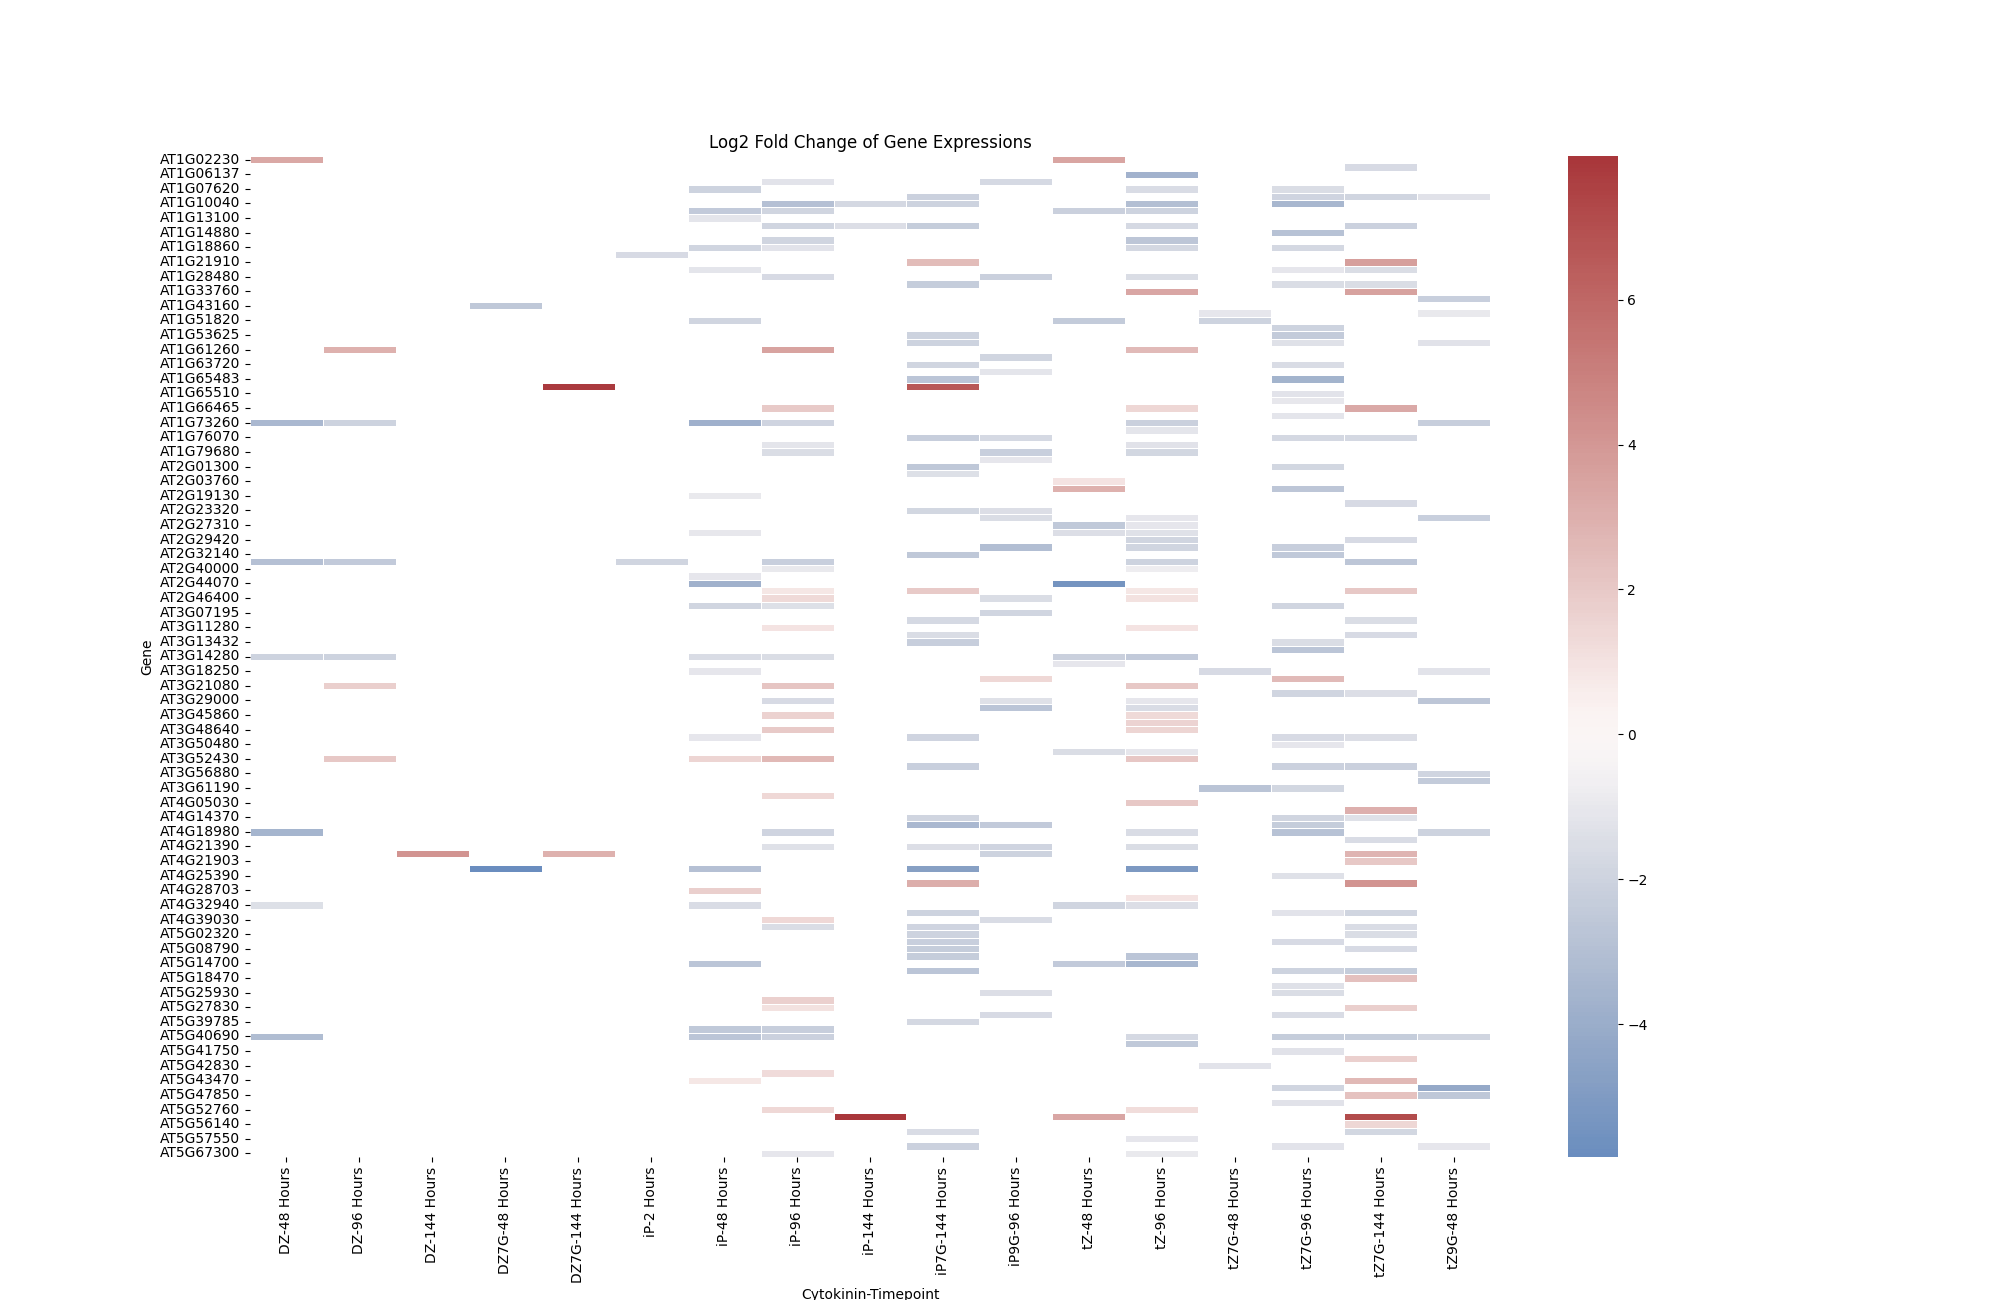 Log2 Fold Change of Gene Expressions
AT1G02230
AT1G06137
AT1G07620
AT1G10040
AT1G13100
AT1G14880
AT1G18860
AT1G21910
AT1G28480
AT1G33760
AT1G43160
AT1G51820
AT1G53625
AT1G61260
AT1G63720
AT1G65483
AT1G65510
AT1G66465
AT1G73260
AT1G76070
AT1G79680
AT2G01300
AT2G03760
AT2G19130
AT2G23320
AT2G27310
AT2G29420
AT2G32140
AT2G40000
AT2G44070
AT2G46400
AT3G07195
AT3G11280
AT3G13432
AT3G14280
AT3G18250
AT3G21080
AT3G29000
AT3G45860
AT3G48640
AT3G50480
AT3G52430
AT3G56880
AT3G61190
AT4G05030
AT4G14370
AT4G18980
AT4G21390
AT4G21903
AT4G25390
AT4G28703
AT4G32940
AT4G39030
AT5G02320
AT5G08790
AT5G14700
AT5G18470
AT5G25930
AT5G27830
AT5G39785
AT5G40690
AT5G41750
AT5G42830
AT5G43470
AT5G47850
AT5G52760
AT5G56140
AT5G57550
AT5G67300
Gene
DZ-48 Hours
DZ-96 Hours
DZ-144 Hours
DZ7G-48 Hours
DZ7G-144 Hours
iP-2 Hours
iP-48 Hours
iP-96 Hours
iP-144 Hours
iP7G-144 Hours
iP9G-96 Hours
tZ-48 Hours
tZ-96 Hours
tZ7G-48 Hours
tZ7G-96 Hours
tZ7G-144 Hours
tZ9G-48 Hours
Cytokinin-Timepoint
6
4
2
0
−2
−4